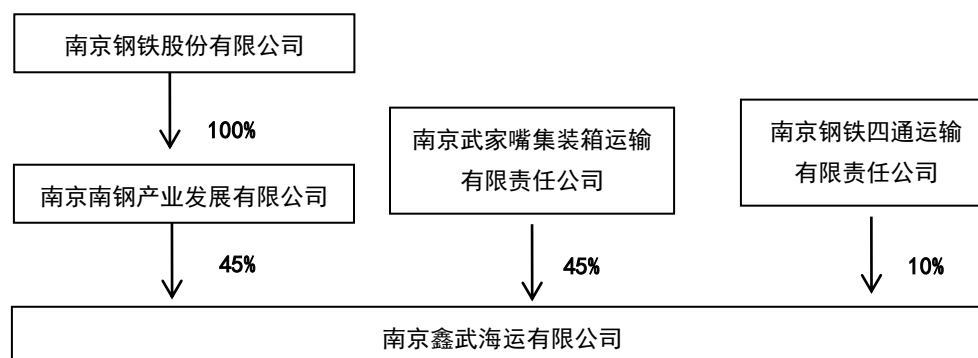 南京钢铁股份有限公司
100%
南京南钢产业发展有限公司
南京武家嘴集装箱运输
有限责任公司
南京钢铁四通运输
有限责任公司
45%
45%
10%
南京鑫武海运有限公司